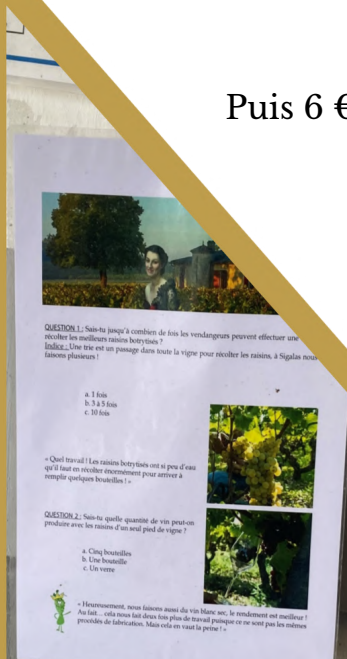 Puis 6 €
QUESTION 1 : Sais-tu jusqu'à combien de fois les vendangeurs peuvent effectuer une
récolter les meilleurs raisins botrytisés ?
Indice : Une trie est un passage dans toute la vigne pour récolter les raisins, à Sigalas nous
faisons plusieurs !
a. 1 fois
b. 3 à 5 fois
c. 10 fois
« Quel travail ! Les raisins botrytisés ont si peu d'eau
qu'il faut en récolter énormément pour arriver à
remplir quelques bouteilles ! »
QUESTION 2 : Sais-tu quelle quantité de vin peut-on
produire avec les raisins d'un seul pied de vigne ?
a. Cinq bouteilles
b. Une bouteille
c. Un verre
« Heureusement, nous faisons aussi du vin blanc sec, le rendement est meilleur !
Au fait… cela nous fait deux fois plus de travail puisque ce ne sont pas les mêmes
procédés de fabrication. Mais cela en vaut la peine ! »